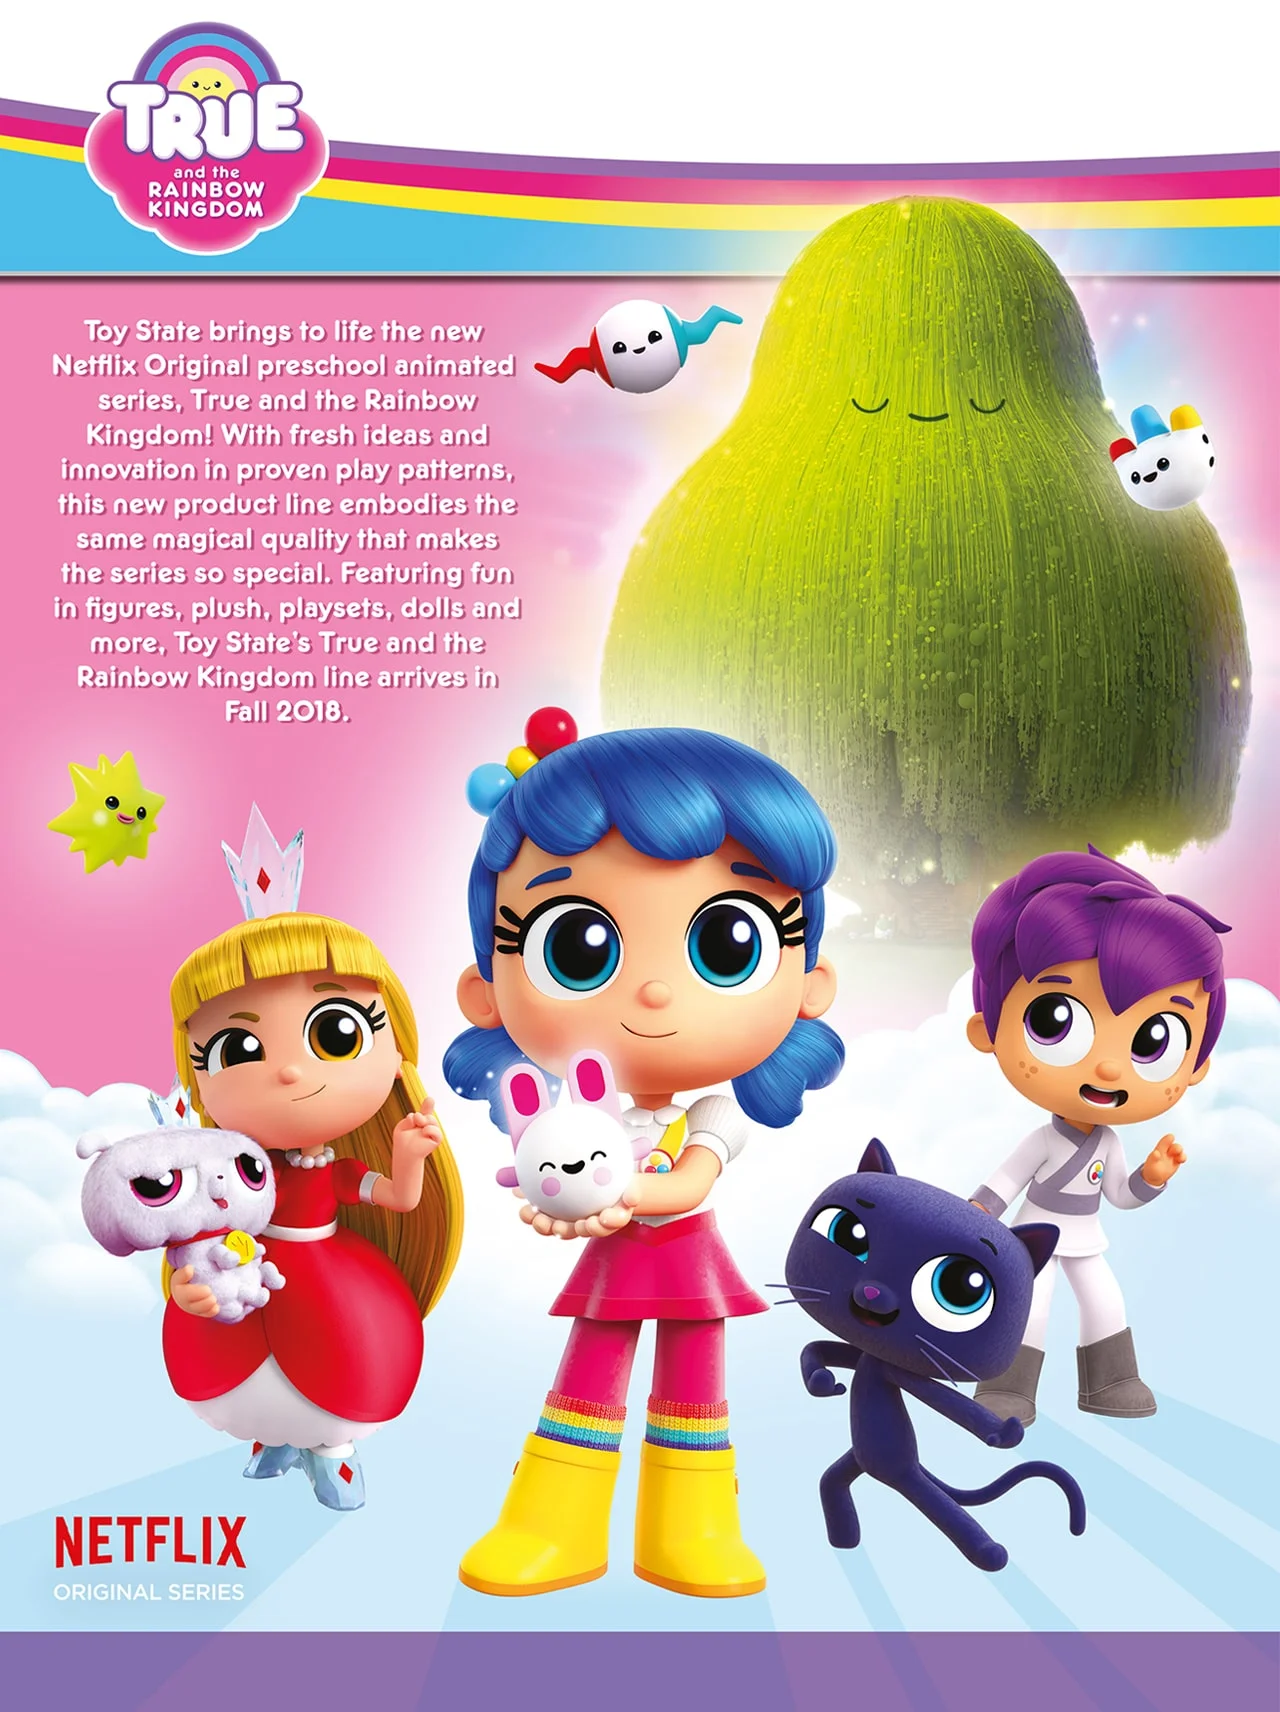 TRUE
and the
RAINBOW
KINGDOM
Toy State brings to life the new
Netflix Original preschool animated
series, True and the Rainbow
Kingdom! With fresh ideas and
innovation in proven play patterns,
this new product line embodies the
same magical quality that makes
the series so special. Featuring fun
in figures, plush, playsets, dolls and
more, Toy State's True and the
Rainbow Kingdom line arrives in
Fall 2018.
NETFLIX
ORIGINAL SERIES